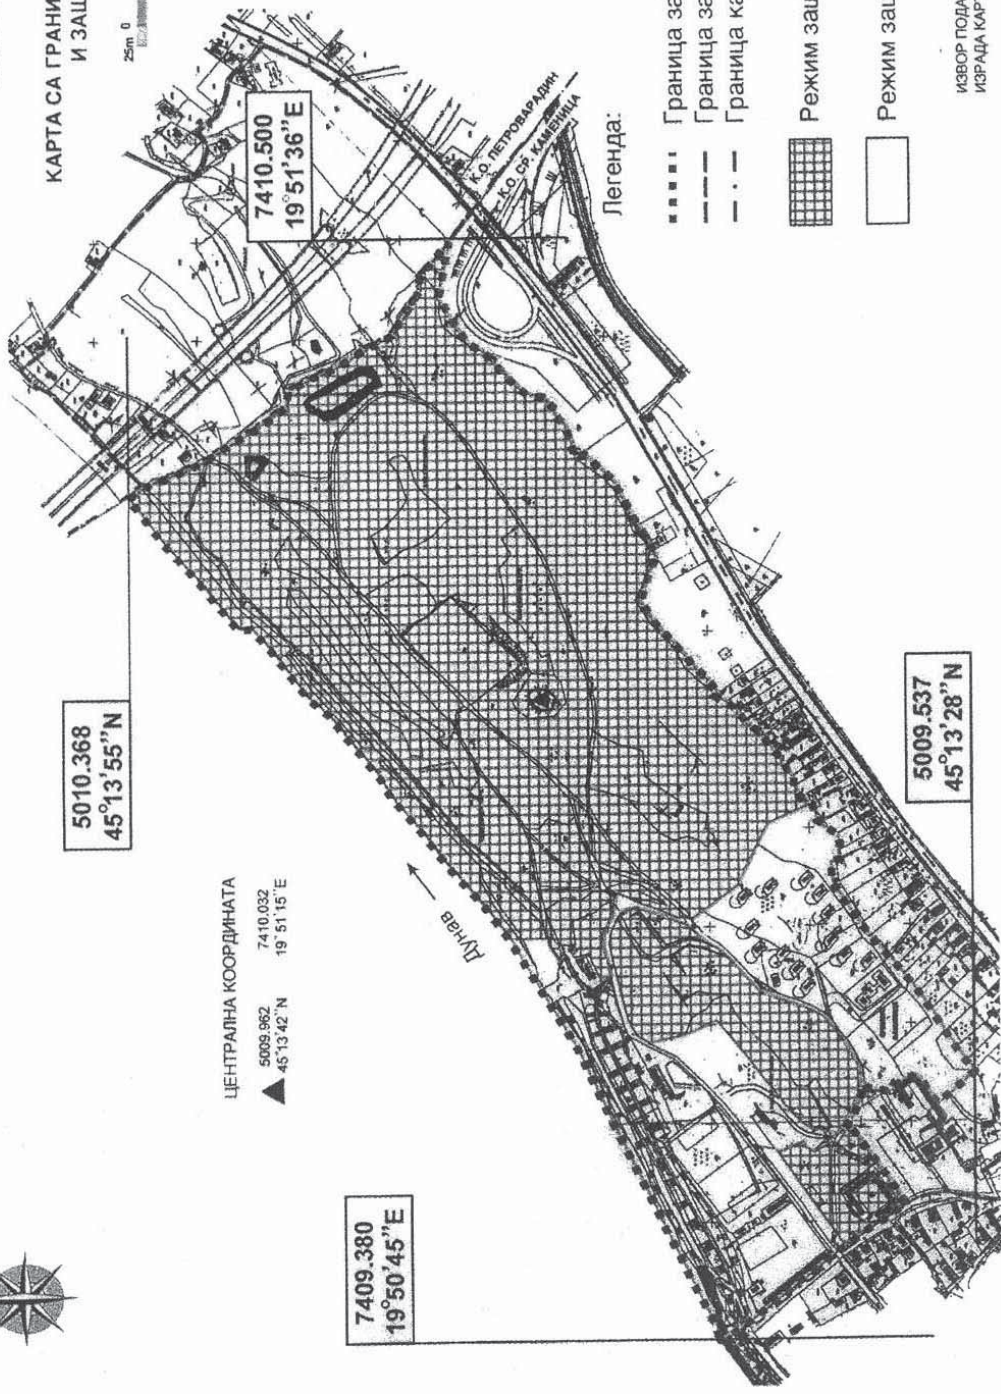 КАРТА СА ГРАНИ
И ЗАШ
25m 0
7410.500
19°51'36"E
5010.368
45°13'55"N
ЦЕНТРАЛНА КООРДИНАТА
5009.962 7410.032
45°13'42"N 19°51'15"E
Дунав
К.О. ПЕТРОВАРАДИН
К.О. СР. КАМЕНИЦА
7409.380
19°50'45"E
5009.537
45°13'28"N
Легенда:
Граница за
Граница за
Граница ка
Режим заш
Режим заш
ИЗВОР ПОДА
ИЗРАДА КАР